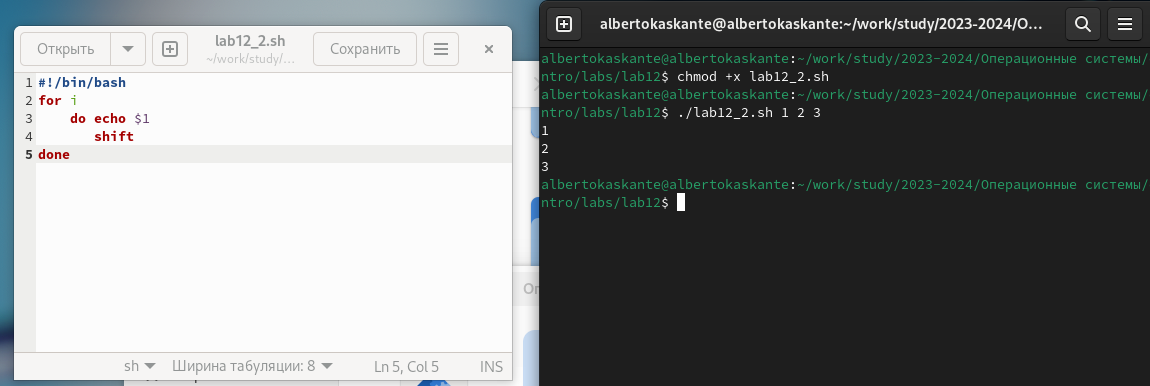 Открыть
lab12_2.sh
~/work/study/...
Сохранить
1 #!/bin/bash
2 for i
3     do echo $1
4        shift
5 done
sh
Ширина табуляции: 8
Ln 5, Col 5
INS
albertokaskante@albertokaskante:~/work/study/2023-2024/О...
albertokaskante@albertokaskante:~/work/study/2023-2024/Операционные системы/
ntro/labs/lab12$ chmod +x lab12_2.sh
albertokaskante@albertokaskante:~/work/study/2023-2024/Операционные системы/
ntro/labs/lab12$ ./lab12_2.sh 1 2 3
1
2
3
albertokaskante@albertokaskante:~/work/study/2023-2024/Операционные системы/
ntro/labs/lab12$